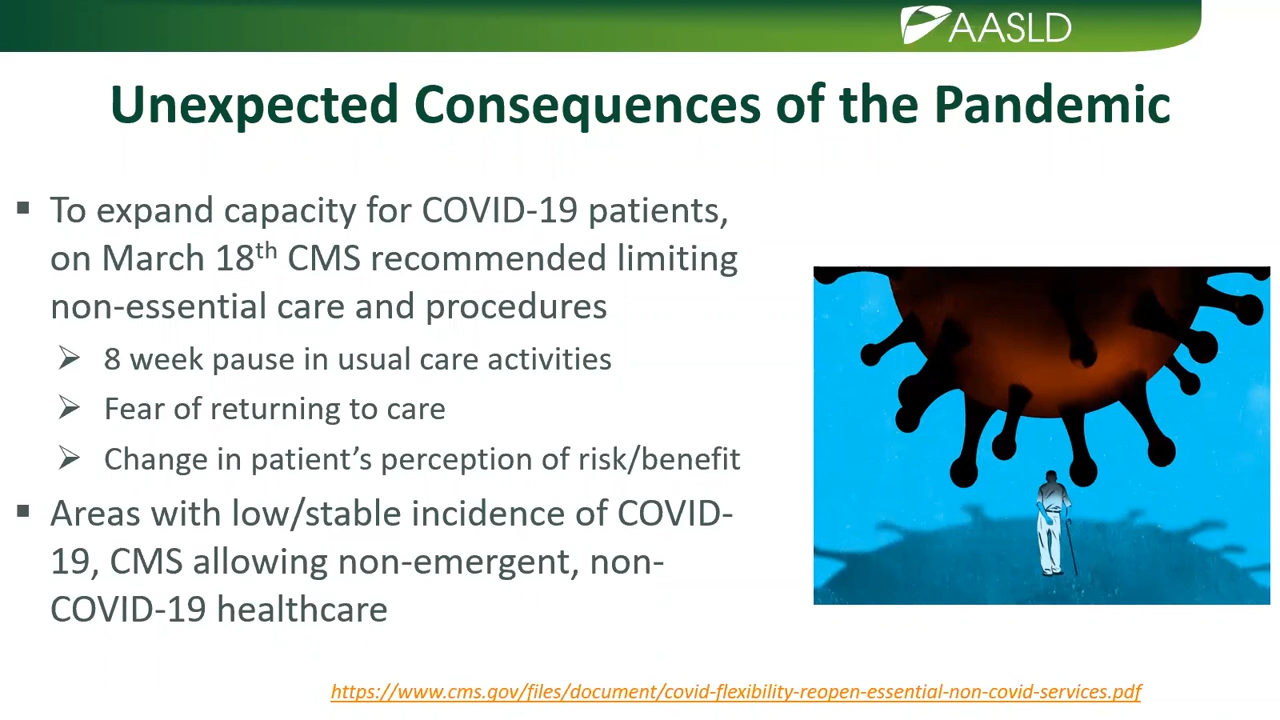 AASLD
Unexpected Consequences of the Pandemic
▪ To expand capacity for COVID-19 patients,
on March 18th CMS recommended limiting
non-essential care and procedures
➢ 8 week pause in usual care activities
➢ Fear of returning to care
➢ Change in patient’s perception of risk/benefit
▪ Areas with low/stable incidence of COVID-
19, CMS allowing non-emergent, non-
COVID-19 healthcare
https://www.cms.gov/files/document/covid-flexibility-reopen-essential-non-covid-services.pdf